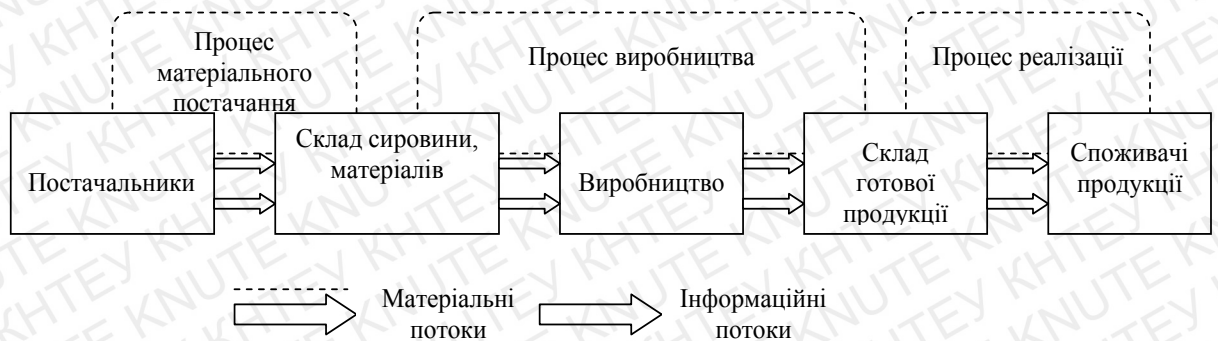 Процес
матеріального
постачання
Процес виробництва
Процес реалізації
Постачальники
Склад сировини,
матеріалів
Виробництво
Склад
готової
продукції
Споживачі
продукції
Матеріальні
потоки
Інформаційні
потоки